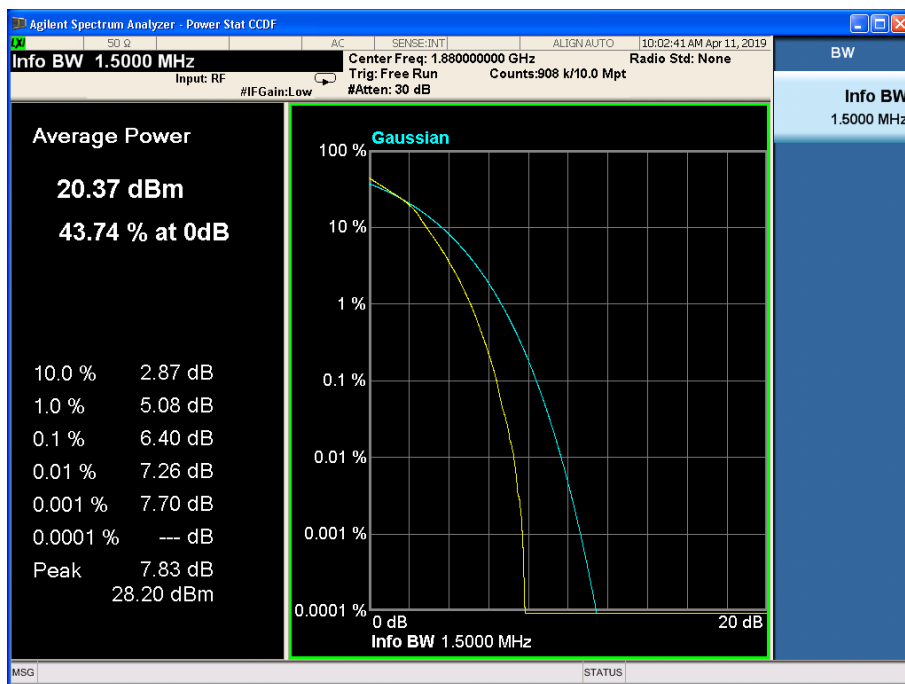 Agilent Spectrum Analyzer - Power Stat CCDF
LXI 50 Ω AC SENSE:INT ALIGN AUTO 10:02:41 AM Apr 11, 2019
Info BW 1.5000 MHz
Input: RF
#IFGain:Low
Center Freq: 1.880000000 GHz Radio Std: None
Trig: Free Run Counts:908 k/10.0 Mpt
#Atten: 30 dB
BW
Info BW
1.5000 MHz
Average Power
20.37 dBm
43.74 % at 0dB
10.0 % 2.87 dB
1.0 % 5.08 dB
0.1 % 6.40 dB
0.01 % 7.26 dB
0.001 % 7.70 dB
0.0001 % --- dB
Peak 7.83 dB
28.20 dBm
Gaussian
100 %
10 %
1 %
0.1 %
0.01 %
0.001 %
0.0001 %
0 dB 20 dB
Info BW 1.5000 MHz
MSG STATUS